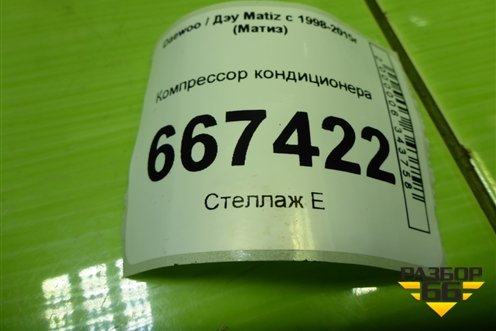 Daewoo / Дэу Matiz с 1998-2015г
(Матиз)
Компрессор кондиционера
667422
Стеллаж Е
РАЗБОР
66